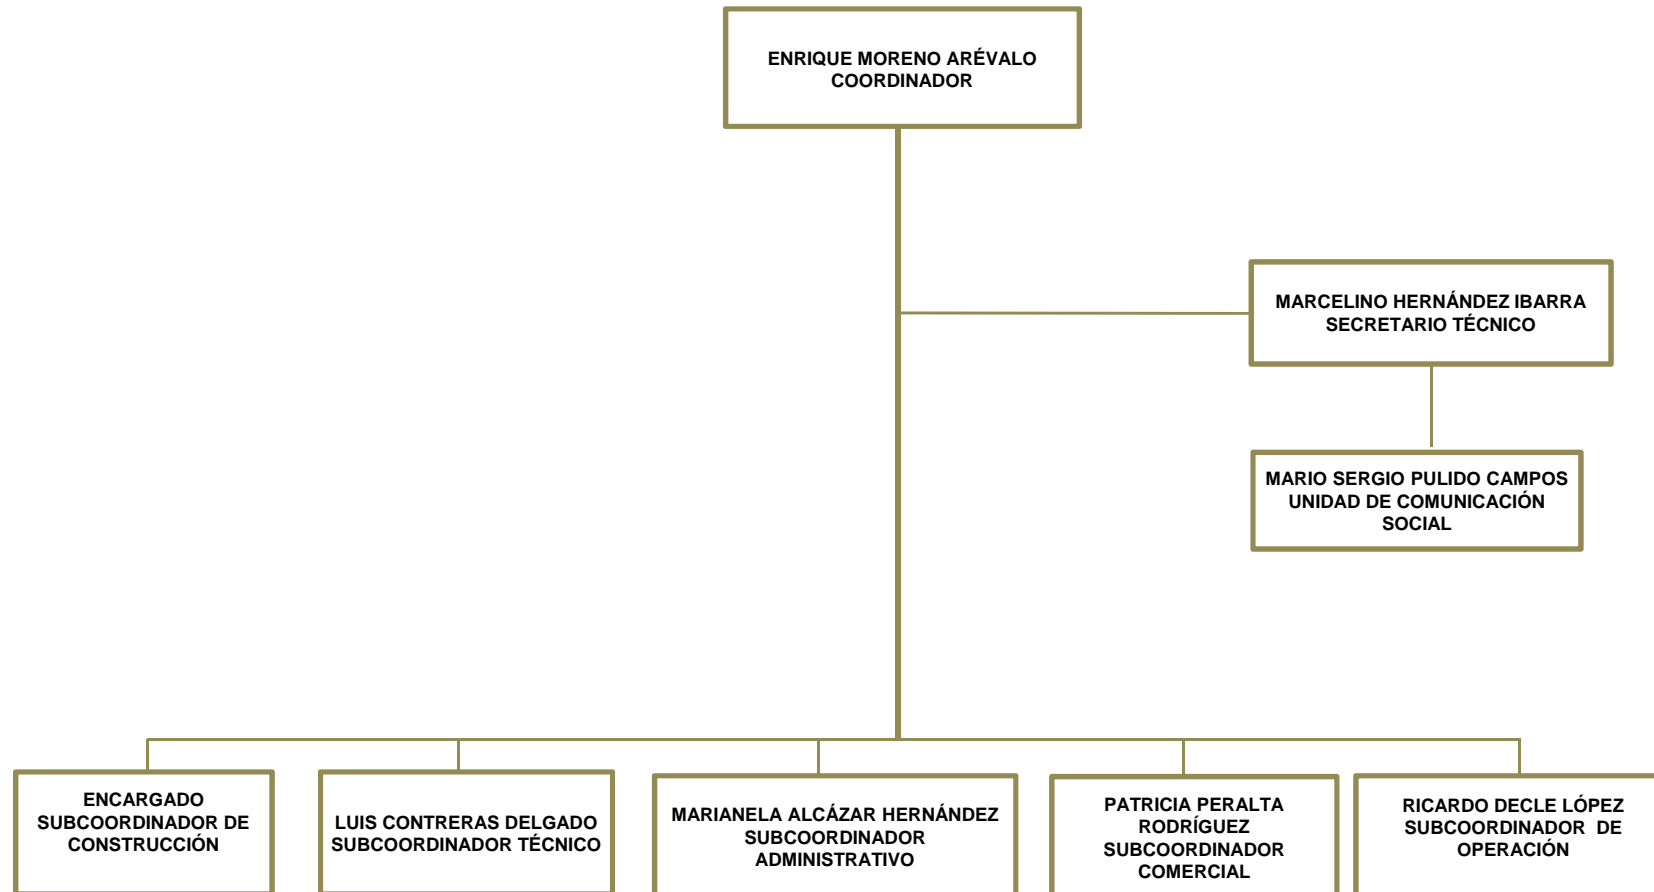 ENRIQUE MORENO ARÉVALO
COORDINADOR
MARCELINO HERNÁNDEZ IBARRA
SECRETARIO TÉCNICO
MARIO SERGIO PULIDO CAMPOS
UNIDAD DE COMUNICACIÓN
SOCIAL
ENCARGADO
SUBCOORDINADOR DE
CONSTRUCCIÓN
LUIS CONTRERAS DELGADO
SUBCOORDINADOR TÉCNICO
MARIANELA ALCÁZAR HERNÁNDEZ
SUBCOORDINADOR
ADMINISTRATIVO
PATRICIA PERALTA
RODRÍGUEZ
SUBCOORDINADOR
COMERCIAL
RICARDO DECLE LÓPEZ
SUBCOORDINADOR DE
OPERACIÓN